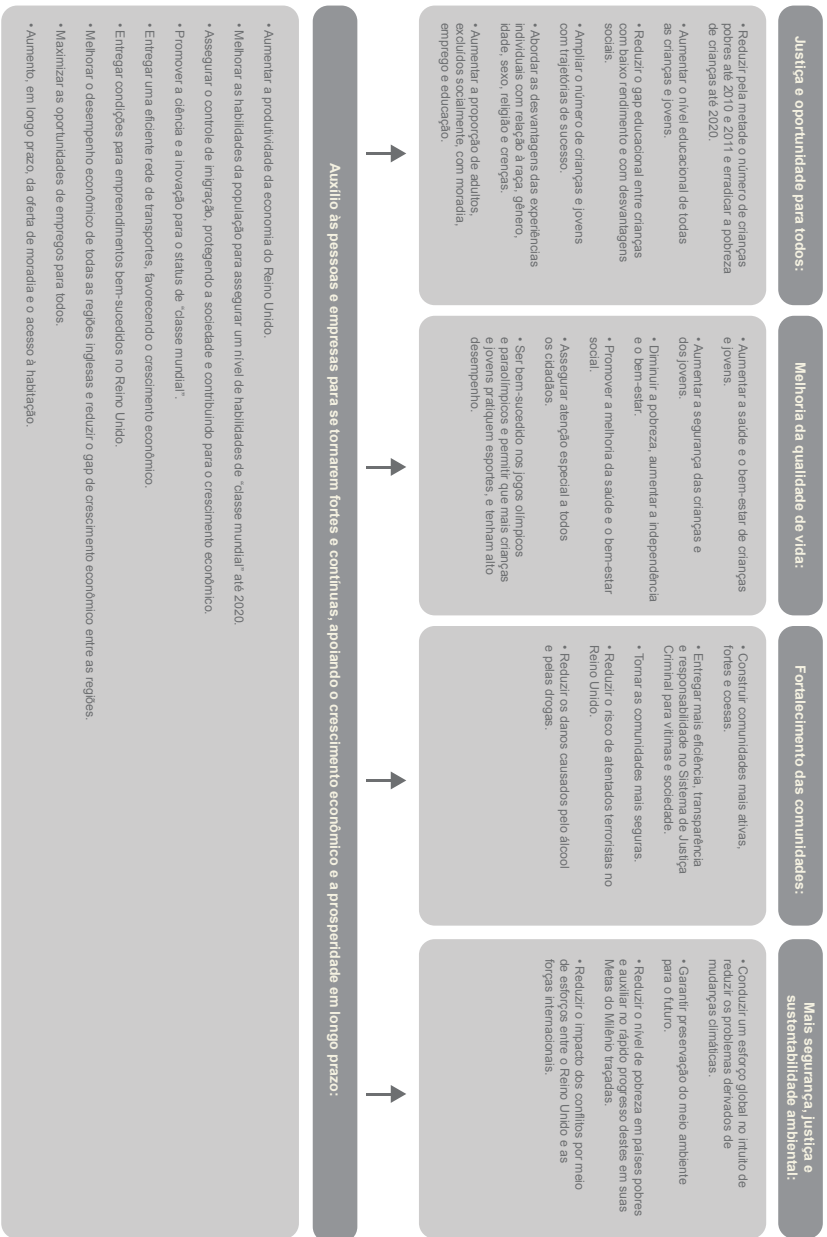 Justiça e oportunidade para todos:
• Reduzir pela metade o número de crianças
pobres até 2010 e 2011 e erradicar a pobreza
de crianças até 2020.
• Aumentar o nível educacional de todas
as crianças e jovens.
• Reduzir o gap educacional entre crianças
com baixo rendimento e com desvantagens
sociais.
• Ampliar o número de crianças e jovens
com trajetórias de sucesso.
• Abordar as desvantagens das experiências
individuais com relação à raça, gênero,
idade, sexo, religião e crenças.
• Aumentar a proporção de adultos,
excluídos socialmente, com moradia,
emprego e educação.
Melhoria da qualidade de vida:
• Aumentar a saúde e o bem-estar de crianças
e jovens.
• Aumentar a segurança das crianças e
dos jovens.
• Diminuir a pobreza, aumentar a independência
e o bem-estar.
• Promover a melhoria da saúde e o bem-estar
social.
• Assegurar atenção especial a todos
os cidadãos.
• Ser bem-sucedido nos jogos olímpicos
e paraolímpicos e permitir que mais crianças
e jovens pratiquem esportes, e tenham alto
desempenho.
Fortalecimento das comunidades:
• Construir comunidades mais ativas,
fortes e coesas.
• Entregar mais eficiência, transparência
e responsabilidade no Sistema de Justiça
Criminal para vítimas e sociedade.
• Tornar as comunidades mais seguras.
• Reduzir o risco de atentados terroristas no
Reino Unido.
• Reduzir os danos causados pelo álcool
e pelas drogas.
Mais segurança, justiça e
sustentabilidade ambiental:
• Conduzir um esforço global no intuito de
reduzir os problemas derivados de
mudanças climáticas.
• Garantir preservação do meio ambiente
para o futuro.
• Reduzir o nível de pobreza em países pobres
e auxiliar no rápido progresso destes em suas
Metas do Milênio traçadas.
• Reduzir o impacto dos conflitos por meio
de esforços entre o Reino Unido e as
forças internacionais.
Auxílio às pessoas e empresas para se tornarem fortes e contínuas, apoiando o crescimento econômico e a prosperidade em longo prazo:
• Aumentar a produtividade da economia do Reino Unido.
• Melhorar as habilidades da população para assegurar um nível de habilidades de "classe mundial" até 2020.
• Assegurar o controle de imigração, protegendo a sociedade e contribuindo para o crescimento econômico.
• Promover a ciência e a inovação para o status de "classe mundial".
• Entregar uma eficiente rede de transportes, favorecendo o crescimento econômico.
• Entregar condições para empreendimentos bem-sucedidos no Reino Unido.
• Melhorar o desempenho econômico de todas as regiões inglesas e reduzir o gap de crescimento econômico entre as regiões.
• Maximizar as oportunidades de empregos para todos.
• Aumento, em longo prazo, da oferta de moradia e o acesso à habitação.